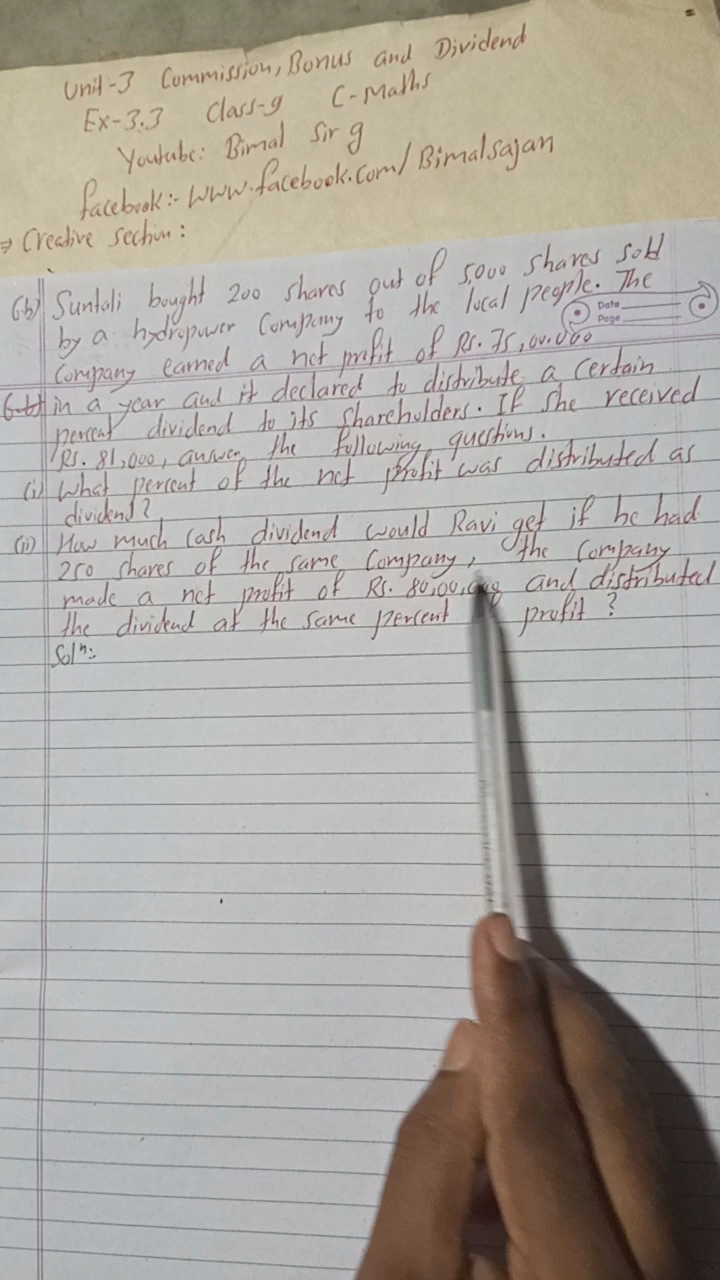 Unit-3 Commission, Bonus and Dividend
Ex-3.3 Class-9 C-Maths
Youtube: Bimal Sir g
facebook:- www.facebook.com/Bimalsajan
⇒ Creative section:
6.b) Suntali bought 200 shares out of 5,000 shares sold
by a hydropower Company to the local people. The
Date
Page
Company earned a net profit of Rs. 75,00,000
in a year and it declared to distribute a certain
percent dividend to its shareholders. If she received
Rs. 81,000, answer the following questions.
(i) What percent of the net profit was distributed as
dividend?
(ii) How much cash dividend would Ravi get if he had
250 shares of the same Company, the Company
made a net profit of Rs. 80,00,000 and distributed
the dividend at the same percent profit?
Solⁿ: